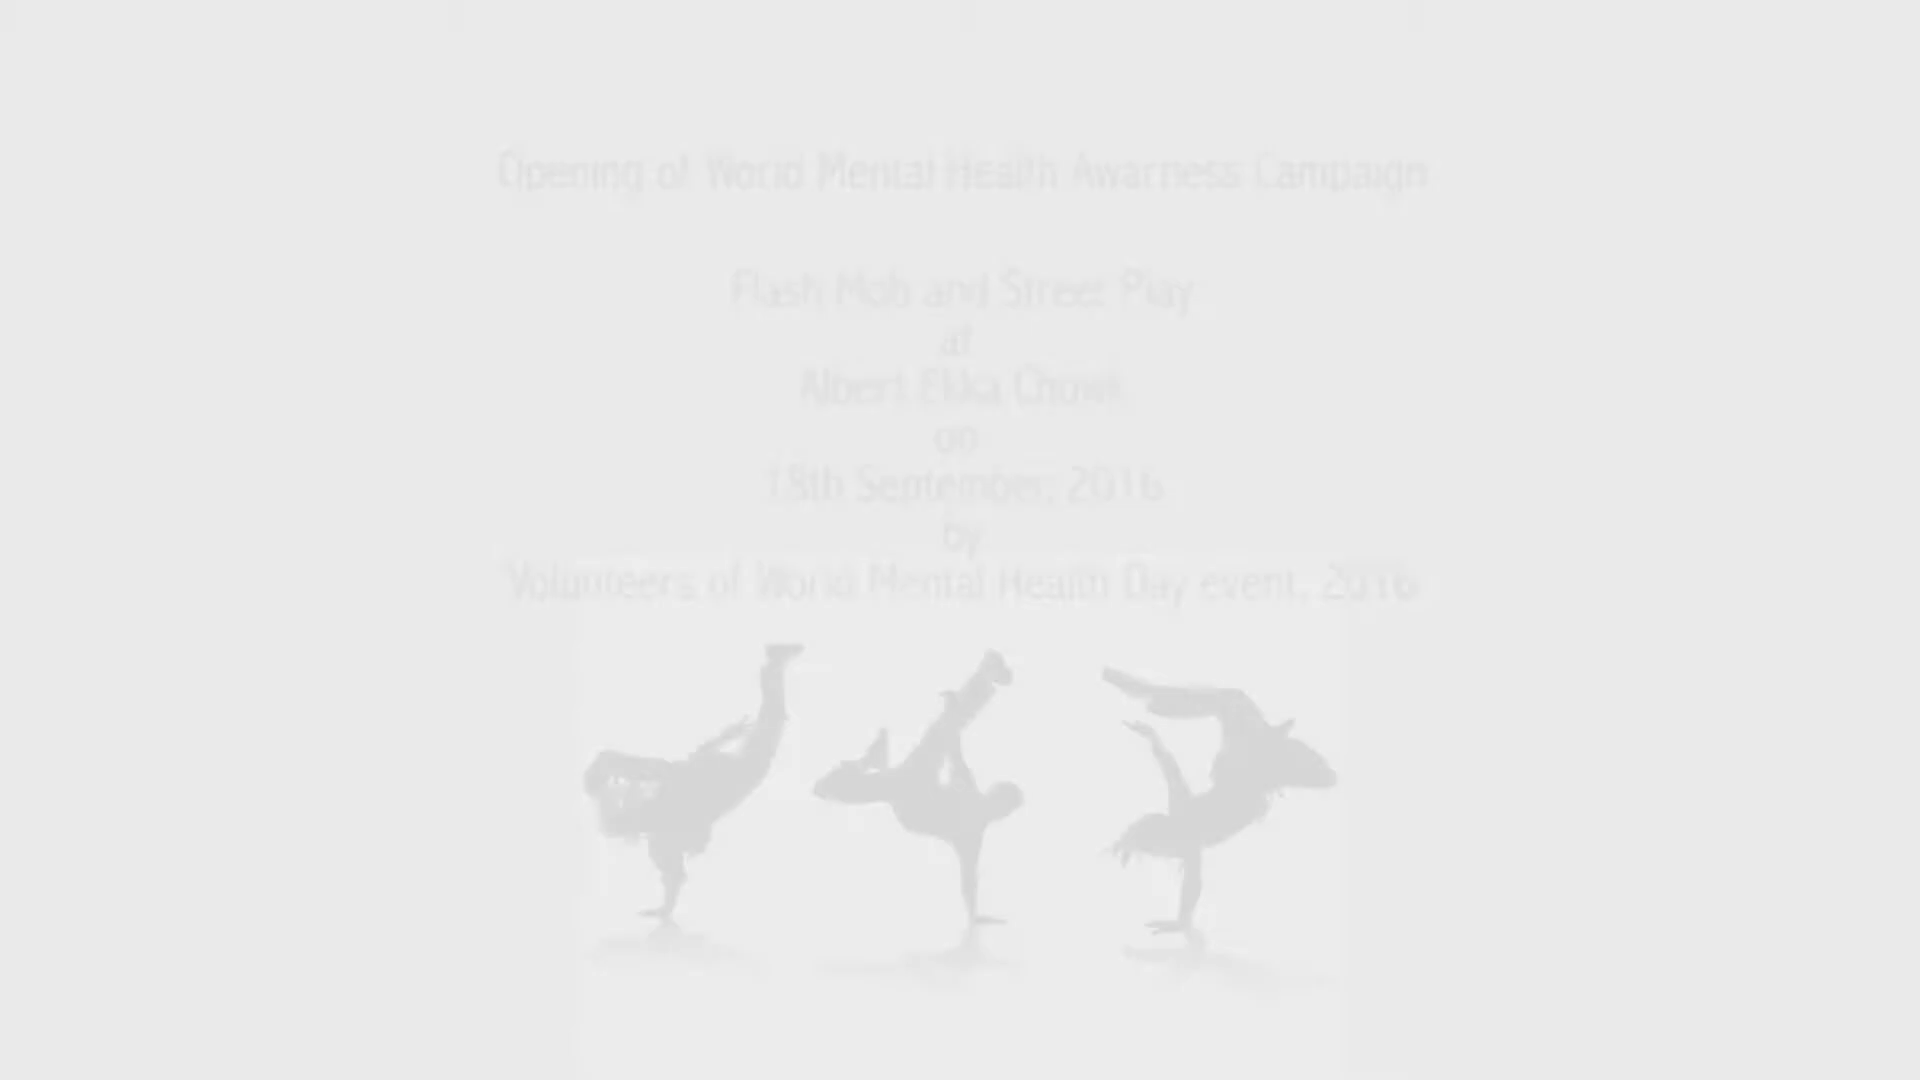 Opening of World Mental Health Awarness Campaign
Flash Mob and Street Play
at
Albert Ekka Chowk
on
18th September, 2016
by
Volunteers of World Mental Health Day event, 2016